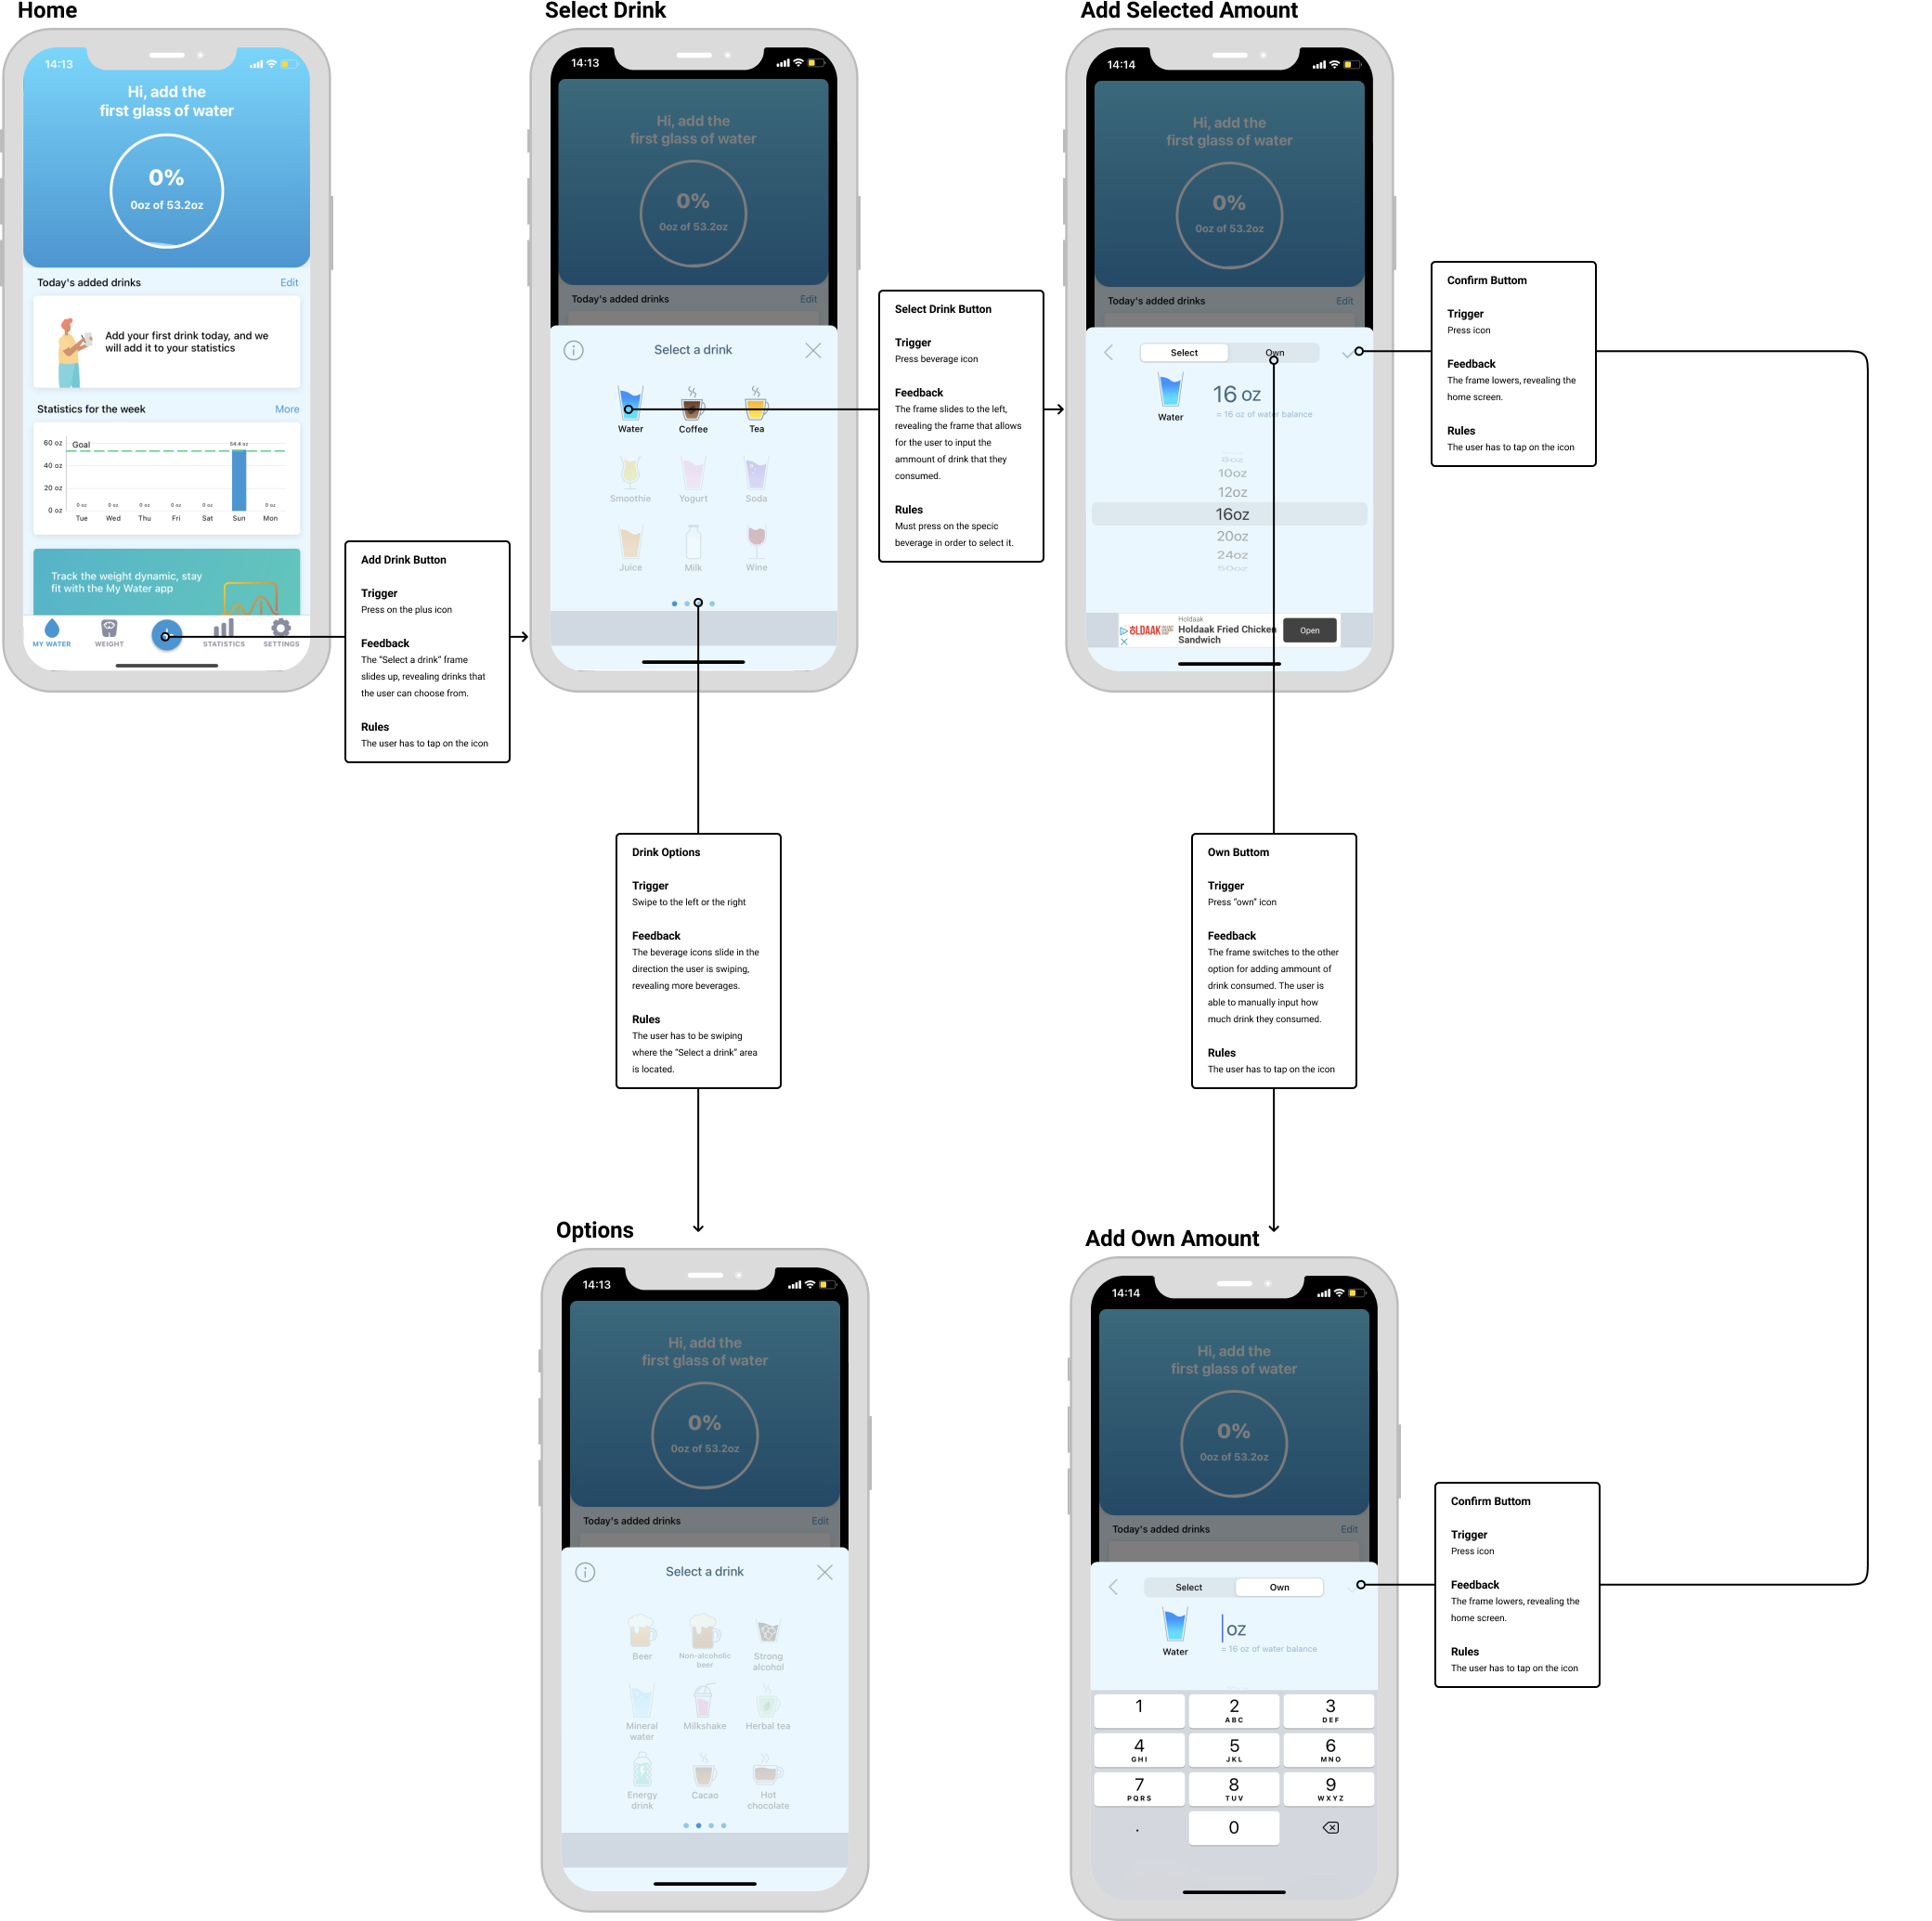 Home
14:13
Hi, add the
first glass of water
0%
0oz of 53.2oz
Today's added drinks Edit
Add your first drink today, and we
will add it to your statistics
Statistics for the week More
60 oz Goal 54.4 oz
40 oz
20 oz
0 oz 0 oz 0 oz 0 oz 0 oz 0 oz 0 oz
Tue Wed Thu Fri Sat Sun Mon
Track the weight dynamic, stay
fit with the My Water app
MY WATER WEIGHT STATISTICS SETTINGS
Add Drink Button
Trigger
Press on the plus icon
Feedback
The “Select a drink” frame
slides up, revealing drinks that
the user can choose from.
Rules
The user has to tap on the icon
Select Drink
14:13
Hi, add the
first glass of water
0%
0oz of 53.2oz
Today's added drinks Edit
Select a drink
Water Coffee Tea
Smoothie Yogurt Soda
Juice Milk Wine
Select Drink Button
Trigger
Press beverage icon
Feedback
The frame slides to the left,
revealing the frame that allows
for the user to input the
ammount of drink that they
consumed.
Rules
Must press on the specic
beverage in order to select it.
Add Selected Amount
14:14
Hi, add the
first glass of water
0%
0oz of 53.2oz
Today's added drinks Edit
Select Own
16 oz
= 16 oz of water balance
Water
8oz
10oz
12oz
16oz
20oz
24oz
50oz
Holdaak
OLDAAK Holdaak Fried Chicken
Sandwich
Open
Confirm Buttom
Trigger
Press icon
Feedback
The frame lowers, revealing the
home screen.
Rules
The user has to tap on the icon
Drink Options
Trigger
Swipe to the left or the right
Feedback
The beverage icons slide in the
direction the user is swiping,
revealing more beverages.
Rules
The user has to be swiping
where the “Select a drink” area
is located.
Own Buttom
Trigger
Press “own” icon
Feedback
The frame switches to the other
option for adding ammount of
drink consumed. The user is
able to manually input how
much drink they consumed.
Rules
The user has to tap on the icon
Options
14:13
Hi, add the
first glass of water
0%
0oz of 53.2oz
Today's added drinks Edit
Select a drink
Beer Non-alcoholic Strong
beer alcohol
Mineral Milkshake Herbal tea
water
Energy Cacao Hot
drink chocolate
Add Own Amount
14:14
Hi, add the
first glass of water
0%
0oz of 53.2oz
Today's added drinks Edit
Select Own
oz
= 16 oz of water balance
Water
1 2 3
ABC DEF
4 5 6
GHI JKL MNO
7 8 9
PQRS TUV WXYZ
. 0
Confirm Buttom
Trigger
Press icon
Feedback
The frame lowers, revealing the
home screen.
Rules
The user has to tap on the icon